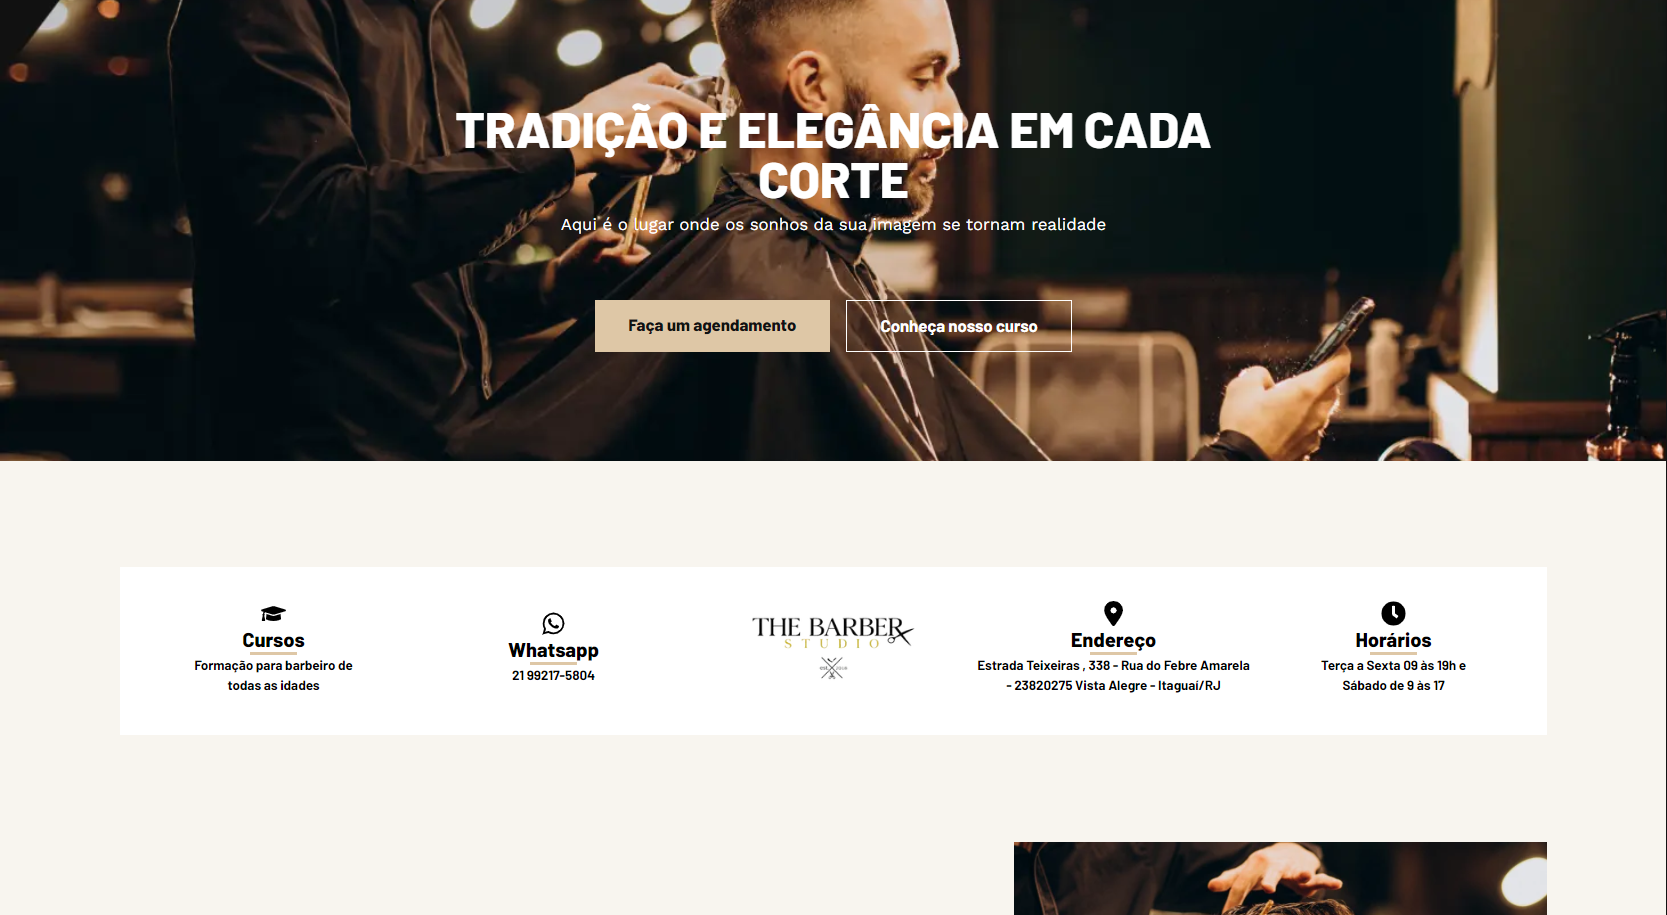 TRADIÇÃO E ELEGÂNCIA EM CADA
CORTE
Aqui é o lugar onde os sonhos da sua imagem se tornam realidade
Faça um agendamento
Conheça nosso curso
Cursos
Formação para barbeiro de
todas as idades
Whatsapp
21 99217-5804
THE BARBER
STUDIO
Endereço
Estrada Teixeiras , 338 - Rua do Febre Amarela
- 23820275 Vista Alegre - Itaguaí/RJ
Horários
Terça a Sexta 09 às 19h e
Sábado de 9 às 17